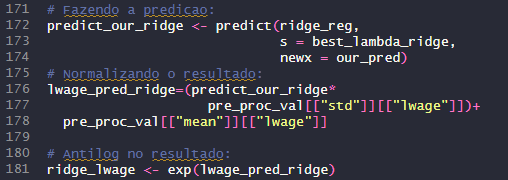 171 # Fazendo a predicao:
172 predict_our_ridge <- predict(ridge_reg,
173 s = best_lambda_ridge,
174 newx = our_pred)
175 # Normalizando o resultado:
176 lwage_pred_ridge=(predict_our_ridge*
177 pre_proc_val[["std"]][["lwage"]])+
178 pre_proc_val[["mean"]][["lwage"]]
179
180 # Antilog no resultado:
181 ridge_lwage <- exp(lwage_pred_ridge)